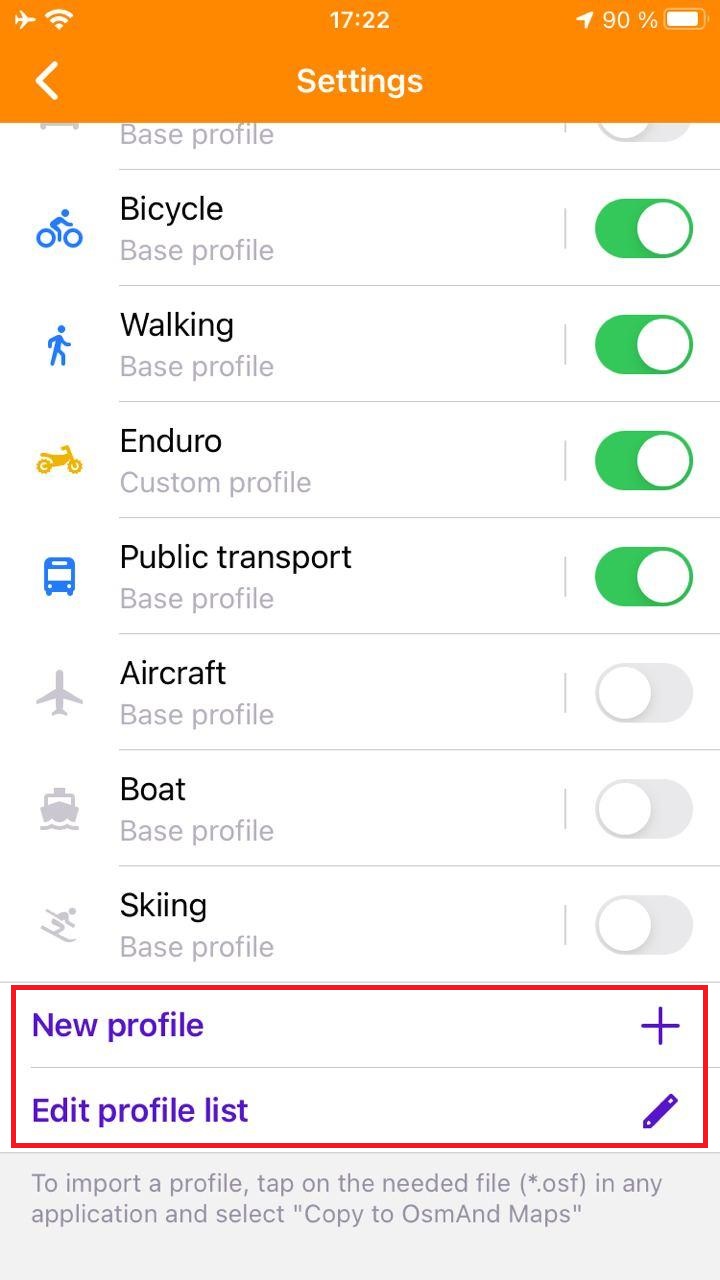 17:22
90 %
Settings
Base profile
Bicycle
Base profile
Walking
Base profile
Enduro
Custom profile
Public transport
Base profile
Aircraft
Base profile
Boat
Base profile
Skiing
Base profile
New profile
Edit profile list
To import a profile, tap on the needed file (*.osf) in any
application and select "Copy to OsmAnd Maps"